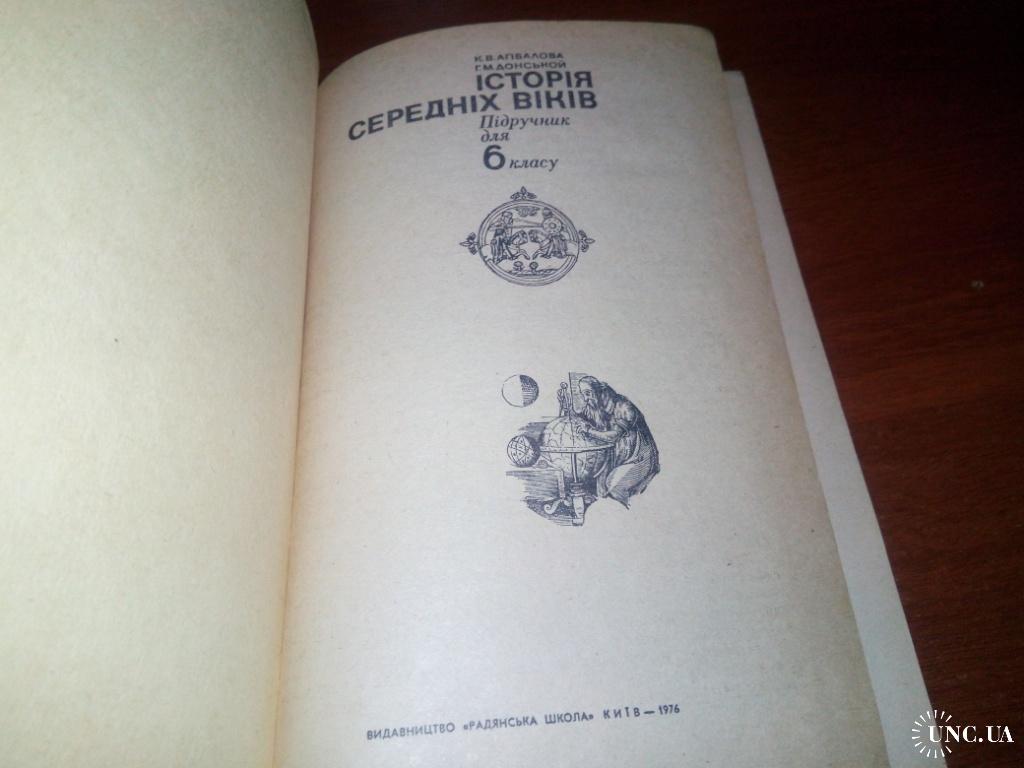 К.В.АГІБАЛОВА
Г.М.ДОНСЬКОЙ
ІСТОРІЯ
СЕРЕДНІХ ВІКІВ
Підручник
для
6 класу
ВИДАВНИЦТВО «РАДЯНСЬКА ШКОЛА» КИЇВ — 1976
UNC.UA